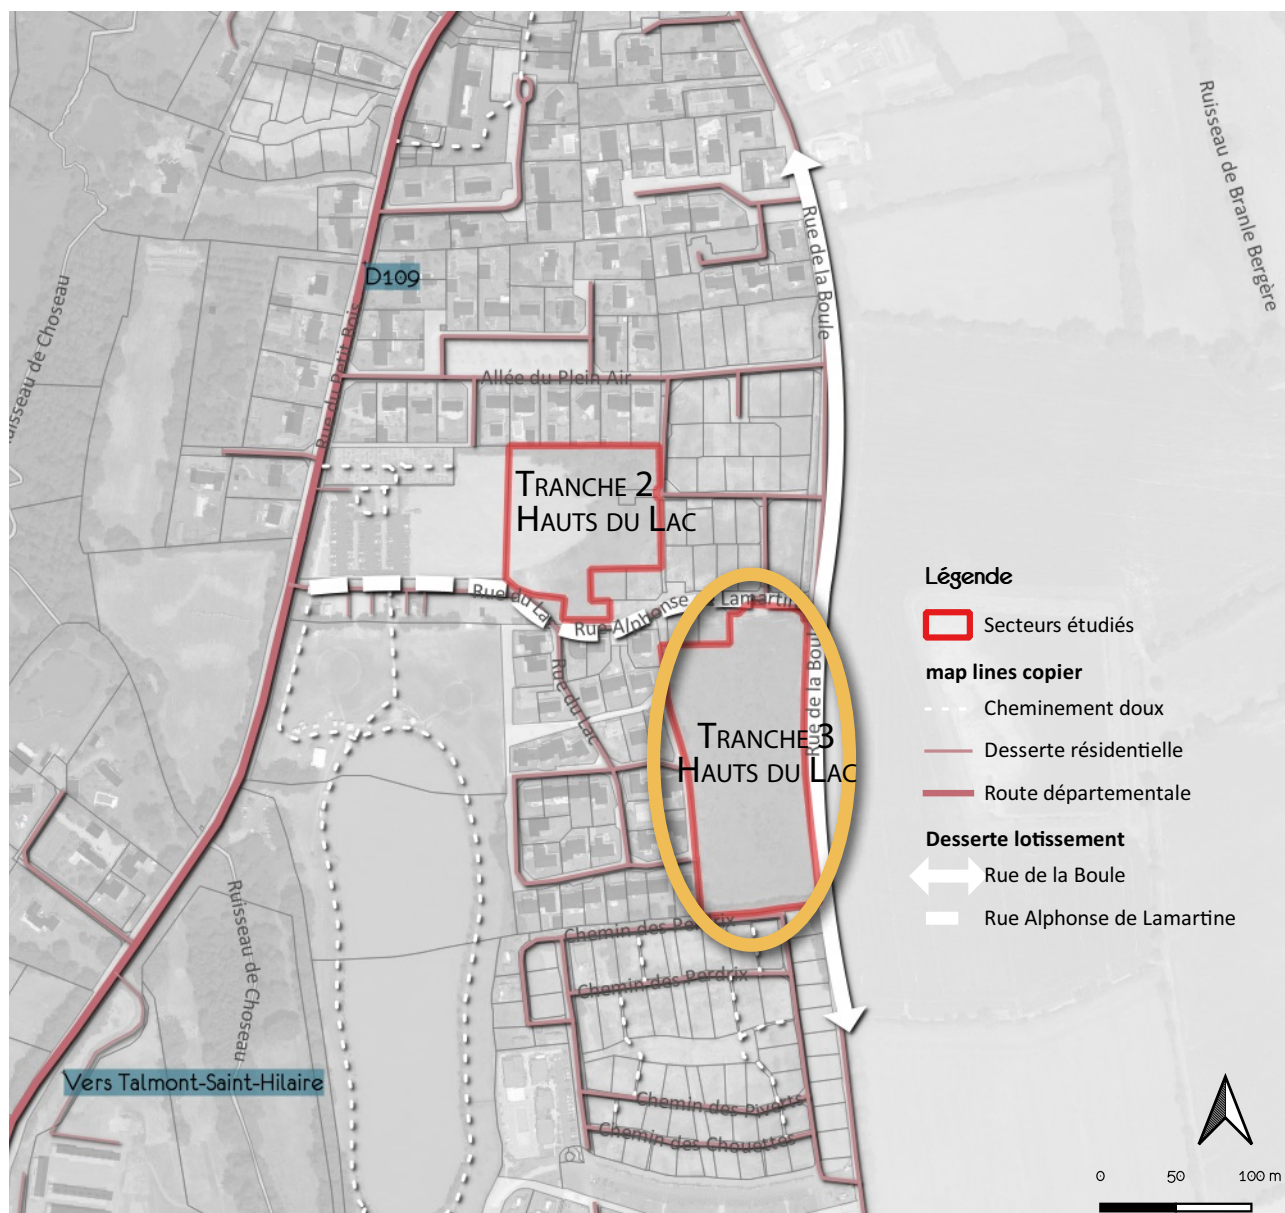 Ruisseau de Branle Bergère
Rue de la Boule
D109
Ruisseau de Choseau
Rue du Petit Bois
Allée du Plein Air
TRANCHE 2
HAUTS DU LAC
Rue du Lac
Rue Alphonse
Lamartin
Rue du Lac
Rue de la Boul
TRANCHE 3
HAUTS DU LAC
Légende
Secteurs étudiés
map lines copier
Cheminement doux
Desserte résidentielle
Route départementale
Desserte lotissement
Rue de la Boule
Rue Alphonse de Lamartine
Ruisseau de Choseau
Chemin des Perdrix
Chemin des Perdrix
Vers Talmont-Saint-Hilaire
Chemin des Piverts
Chemin des Chouettes
0 50 100 m